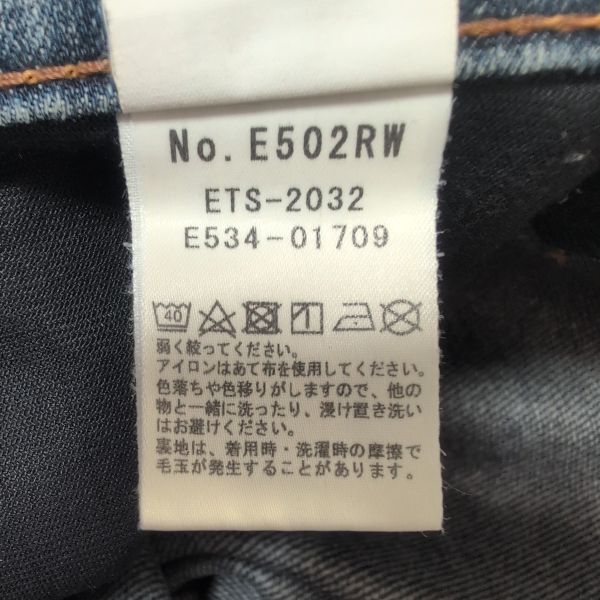 No. E502RW
ETS-2032
E534-01709
40
弱く絞ってください。
アイロンはあて布を使用してください。
色落ちや色移りがしますので、他の
物と一緒に洗ったり、浸け置き洗い
はお避けください。
裏地は、着用時・洗濯時の摩擦で
毛玉が発生することがあります。